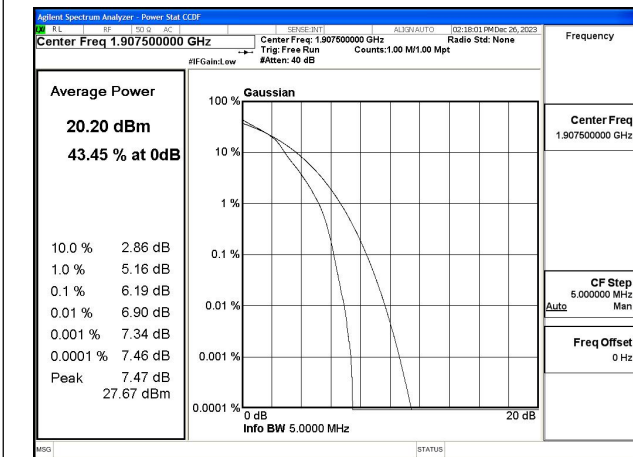 Agilent Spectrum Analyzer - Power Stat CCDF
RL RF 50 Ω AC SENSE:INT ALIGN AUTO 02:18:01 PM Dec 26, 2023
Center Freq 1.907500000 GHz
Center Freq: 1.907500000 GHz Radio Std: None
Trig: Free Run Counts:1.00 M/1.00 Mpt
#IFGain:Low #Atten: 40 dB
Frequency
Average Power
20.20 dBm
43.45 % at 0dB
10.0 % 2.86 dB
1.0 % 5.16 dB
0.1 % 6.19 dB
0.01 % 6.90 dB
0.001 % 7.34 dB
0.0001 % 7.46 dB
Peak 7.47 dB
27.67 dBm
Gaussian
100 %
10 %
1 %
0.1 %
0.01 %
0.001 %
0.0001 %
0 dB 20 dB
Info BW 5.0000 MHz
Center Freq
1.907500000 GHz
CF Step
5.000000 MHz
Auto Man
Freq Offset
0 Hz
MSG STATUS